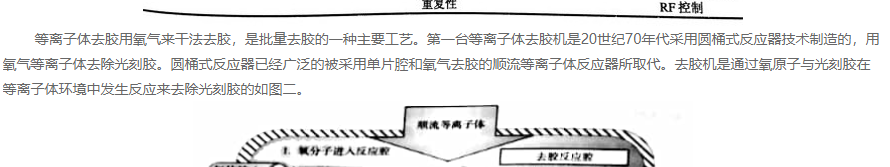 重复性
RF 控制
等离子体去胶用氧气来干法去胶，是批量去胶的一种主要工艺。第一台等离子体去胶机是20世纪70年代采用圆桶式反应器技术制造的，用
氧气等离子体去除光刻胶。圆桶式反应器已经广泛的被采用单片腔和氧气去胶的顺流等离子体反应器所取代。去胶机是通过氧原子与光刻胶在
等离子体环境中发生反应来去除光刻胶的如图二。
顺流等离子体
1. 氧分子进入反应腔
去胶反应腔